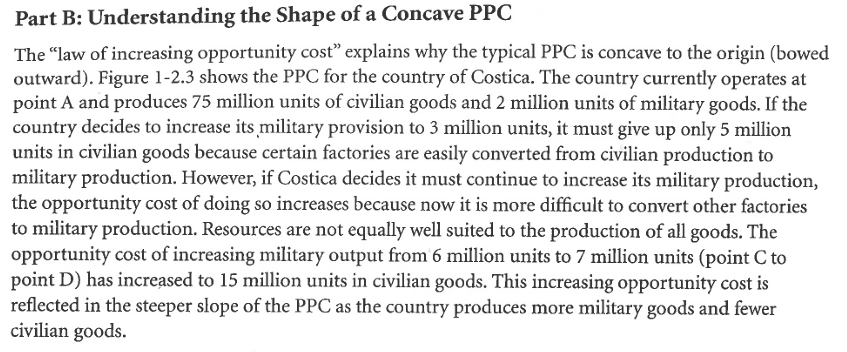 Part B: Understanding the Shape of a Concave PPC
The “law of increasing opportunity cost” explains why the typical PPC is concave to the origin (bowed
outward). Figure 1-2.3 shows the PPC for the country of Costica. The country currently operates at
point A and produces 75 million units of civilian goods and 2 million units of military goods. If the
country decides to increase its military provision to 3 million units, it must give up only 5 million
units in civilian goods because certain factories are easily converted from civilian production to
military production. However, if Costica decides it must continue to increase its military production,
the opportunity cost of doing so increases because now it is more difficult to convert other factories
to military production. Resources are not equally well suited to the production of all goods. The
opportunity cost of increasing military output from 6 million units to 7 million units (point C to
point D) has increased to 15 million units in civilian goods. This increasing opportunity cost is
reflected in the steeper slope of the PPC as the country produces more military goods and fewer
civilian goods.